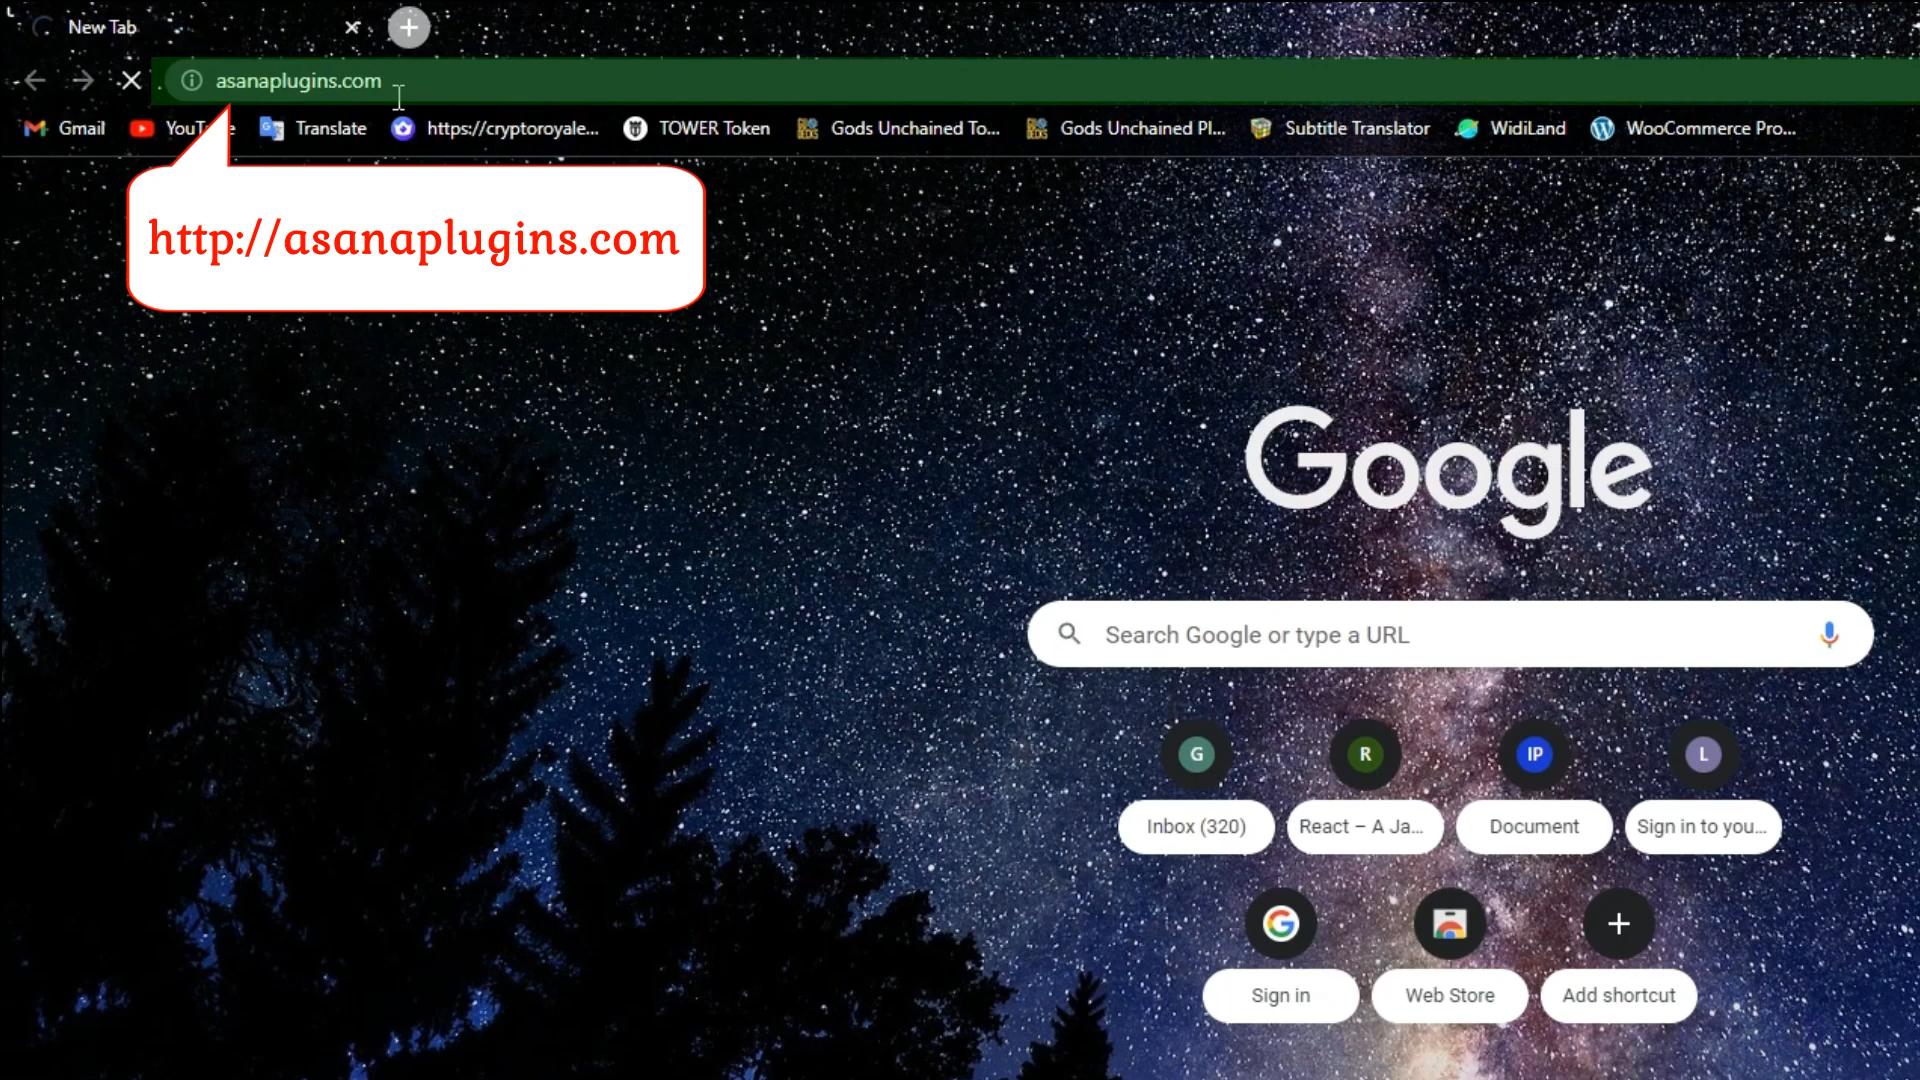 New Tab
asanaplugins.com
Gmail
Translate
https://cryptoroyale...
TOWER Token
Gods Unchained To...
Gods Unchained Pl...
Subtitle Translator
WidiLand
WooCommerce Pro...
http://asanaplugins.com
Google
Search Google or type a URL
G
R
IP
L
Inbox (320)
React – A Ja...
Document
Sign in to you...
Sign in
Web Store
Add shortcut